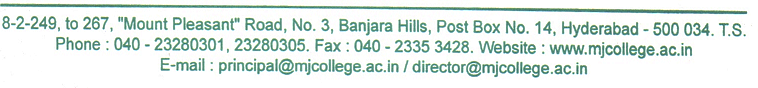 8-2-249, to 267, "Mount Pleasant" Road, No. 3, Banjara Hills, Post Box No. 14, Hyderabad - 500 034. T.S.
Phone : 040 - 23280301, 23280305. Fax : 040 - 2335 3428. Website : www.mjcollege.ac.in
E-mail : principal@mjcollege.ac.in / director@mjcollege.ac.in